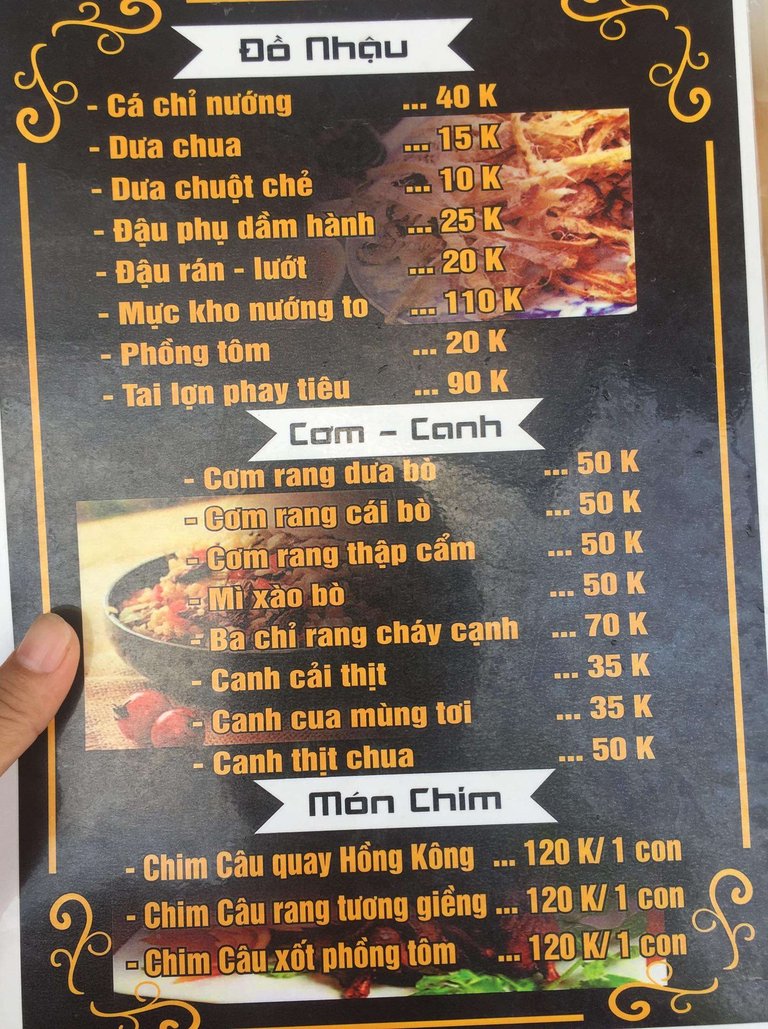 Đồ Nhậu
- Cá chỉ nướng ... 40 K
- Dưa chua ... 15 K
- Dưa chuột chẻ ... 10 K
- Đậu phụ dầm hành ... 25 K
- Đậu rán - lướt ... 20 K
- Mực kho nướng to ... 110 K
- Phồng tôm ... 20 K
- Tai lợn phay tiêu ... 90 K
Cơm - Canh
- Cơm rang dưa bò ... 50 K
- Cơm rang cải bò ... 50 K
- Cơm rang thập cẩm ... 50 K
- Mì xào bò ... 50 K
- Ba chỉ rang cháy cạnh ... 70 K
- Canh cải thịt ... 35 K
- Canh cua mùng tơi ... 35 K
- Canh thịt chua ... 50 K
Món Chim
- Chim Câu quay Hồng Kông ... 120 K/ 1 con
- Chim Câu rang tương giềng ... 120 K/ 1 con
- Chim Câu xốt phồng tôm ... 120 K/ 1 con